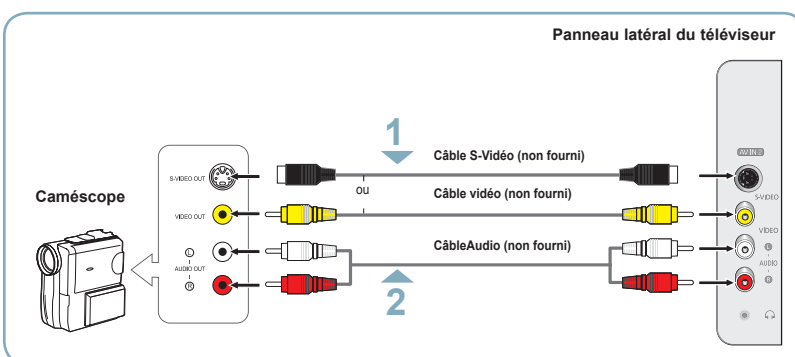 Panneau latéral du téléviseur
1
Câble S-Vidéo (non fourni)
AV IN 2
S-VIDEO OUT
ou
S-VIDEO
Caméscope
Câble vidéo (non fourni)
VIDEO OUT
VIDEO
CâbleAudio (non fourni)
L
AUDIO OUT
R
L
AUDIO
R
2